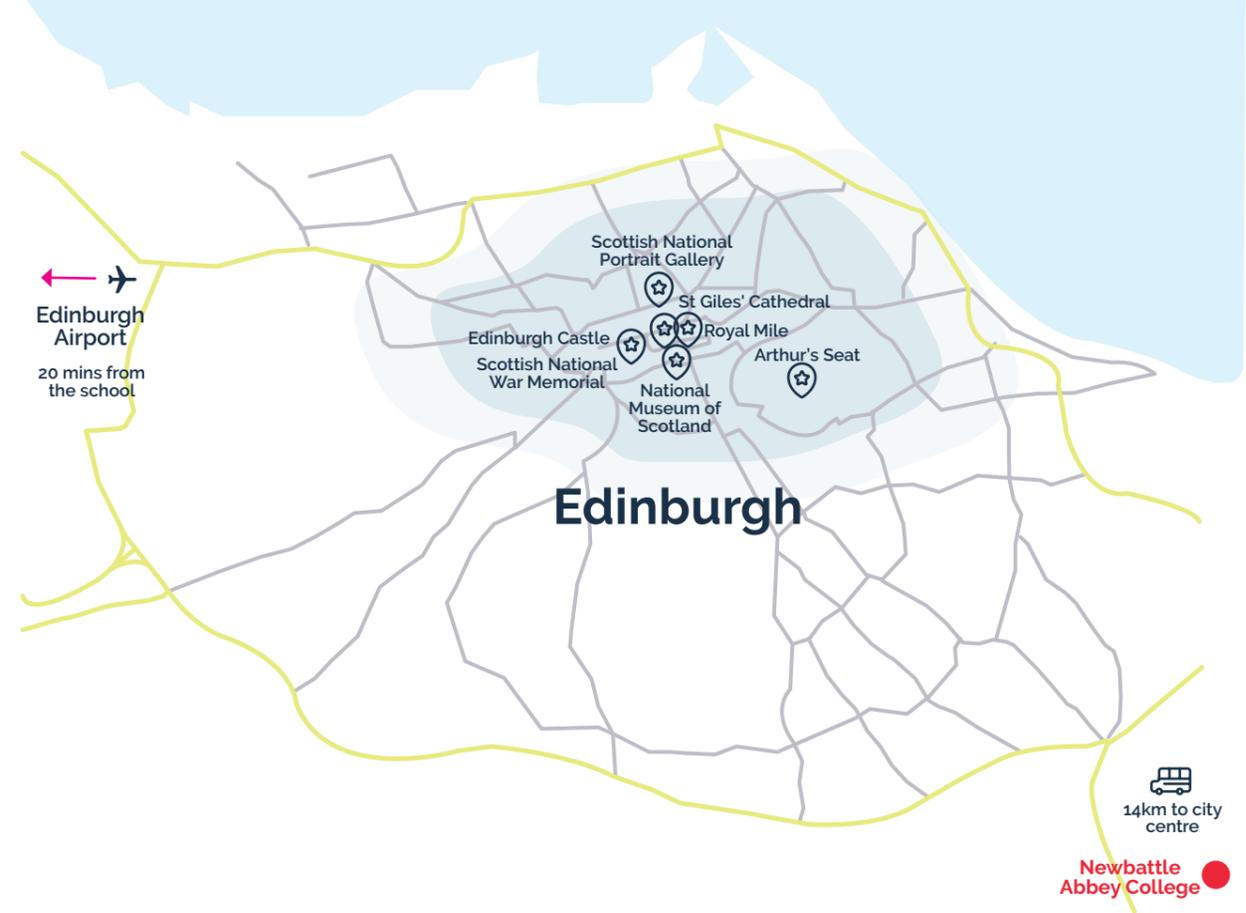 Scottish National
Portrait Gallery
St Giles' Cathedral
Edinburgh Castle
Royal Mile
Scottish National
War Memorial
Arthur's Seat
National
Museum of
Scotland
Edinburgh
Airport
20 mins from
the school
Edinburgh
14km to city
centre
Newbattle
Abbey College